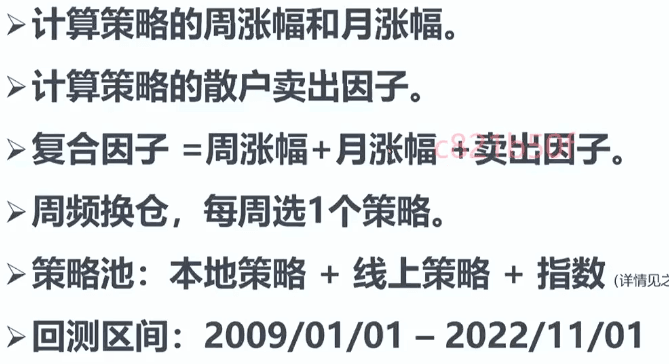 ➢计算策略的周涨幅和月涨幅。
➢计算策略的散户卖出因子。
➢复合因子 =周涨幅+月涨幅 +卖出因子。
➢周频换仓，每周选1个策略。
➢策略池：本地策略 + 线上策略 + 指数 (详情见之
➢回测区间：2009/01/01 – 2022/11/01